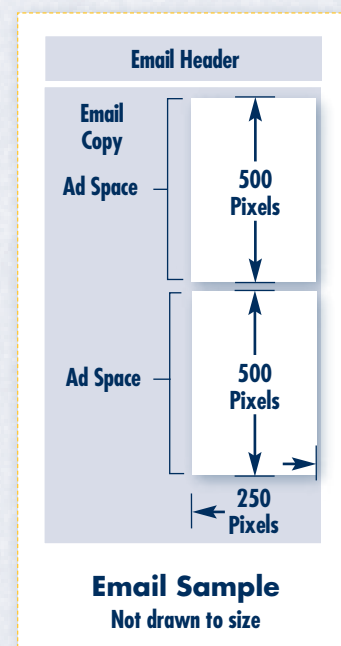 Email Header
Email
Copy
Ad Space
500
Pixels
Ad Space
500
Pixels
250
Pixels
Email Sample
Not drawn to size